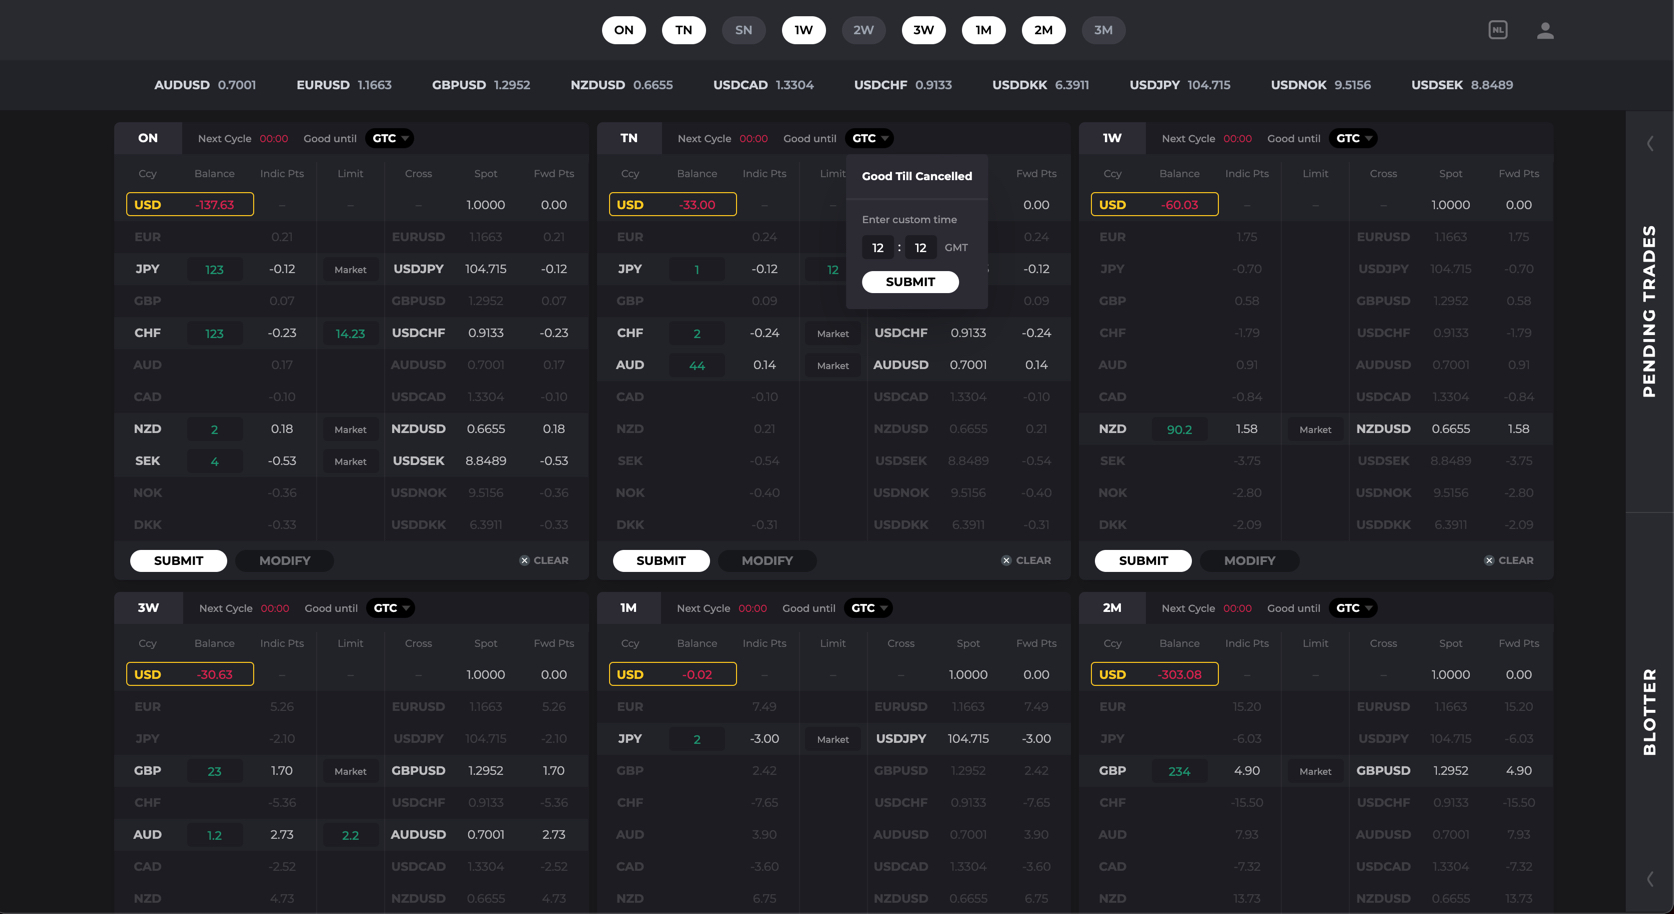 ON TN SN 1W 2W 3W 1M 2M 3M NL
AUDUSD 0.7001 EURUSD 1.1663 GBPUSD 1.2952 NZDUSD 0.6655 USDCAD 1.3304 USDCHF 0.9133 USDDKK 6.3911 USDJPY 104.715 USDNOK 9.5156 USDSEK 8.8489
ON Next Cycle 00:00 Good until GTC
Ccy Balance Indic Pts Limit Cross Spot Fwd Pts
USD -137.63 – – – 1.0000 0.00
EUR 0.21 EURUSD 1.1663 0.21
JPY 123 -0.12 Market USDJPY 104.715 -0.12
GBP 0.07 GBPUSD 1.2952 0.07
CHF 123 -0.23 14.23 USDCHF 0.9133 -0.23
AUD 0.17 AUDUSD 0.7001 0.17
CAD -0.10 USDCAD 1.3304 -0.10
NZD 2 0.18 Market NZDUSD 0.6655 0.18
SEK 4 -0.53 Market USDSEK 8.8489 -0.53
NOK -0.36 USDNOK 9.5156 -0.36
DKK -0.33 USDDKK 6.3911 -0.33
SUBMIT MODIFY CLEAR
TN Next Cycle 00:00 Good until GTC
Ccy Balance Indic Pts Limit Fwd Pts
USD -33.00 – – 0.00
EUR 0.24 0.24
JPY 1 -0.12 12 -0.12
GBP 0.09 0.09
CHF 2 -0.24 Market USDCHF 0.9133 -0.24
AUD 44 0.14 Market AUDUSD 0.7001 0.14
CAD -0.10 USDCAD 1.3304 -0.10
NZD 0.21 NZDUSD 0.6655 0.21
SEK -0.54 USDSEK 8.8489 -0.54
NOK -0.40 USDNOK 9.5156 -0.40
DKK -0.31 USDDKK 6.3911 -0.31
SUBMIT MODIFY CLEAR
Good Till Cancelled
Enter custom time
12 : 12 GMT
SUBMIT
1W Next Cycle 00:00 Good until GTC
Ccy Balance Indic Pts Limit Cross Spot Fwd Pts
USD -60.03 – – – 1.0000 0.00
EUR 1.75 EURUSD 1.1663 1.75
JPY -0.70 USDJPY 104.715 -0.70
GBP 0.58 GBPUSD 1.2952 0.58
CHF -1.79 USDCHF 0.9133 -1.79
AUD 0.91 AUDUSD 0.7001 0.91
CAD -0.84 USDCAD 1.3304 -0.84
NZD 90.2 1.58 Market NZDUSD 0.6655 1.58
SEK -3.75 USDSEK 8.8489 -3.75
NOK -2.80 USDNOK 9.5156 -2.80
DKK -2.09 USDDKK 6.3911 -2.09
SUBMIT MODIFY CLEAR
3W Next Cycle 00:00 Good until GTC
Ccy Balance Indic Pts Limit Cross Spot Fwd Pts
USD -30.63 – – – 1.0000 0.00
EUR 5.26 EURUSD 1.1663 5.26
JPY -2.10 USDJPY 104.715 -2.10
GBP 23 1.70 Market GBPUSD 1.2952 1.70
CHF -5.36 USDCHF 0.9133 -5.36
AUD 1.2 2.73 2.2 AUDUSD 0.7001 2.73
CAD -2.52 USDCAD 1.3304 -2.52
NZD 4.73 NZDUSD 0.6655 4.73
1M Next Cycle 00:00 Good until GTC
Ccy Balance Indic Pts Limit Cross Spot Fwd Pts
USD -0.02 – – – 1.0000 0.00
EUR 7.49 EURUSD 1.1663 7.49
JPY 2 -3.00 Market USDJPY 104.715 -3.00
GBP 2.42 GBPUSD 1.2952 2.42
CHF -7.65 USDCHF 0.9133 -7.65
AUD 3.90 AUDUSD 0.7001 3.90
CAD -3.60 USDCAD 1.3304 -3.60
NZD 6.75 NZDUSD 0.6655 6.75
2M Next Cycle 00:00 Good until GTC
Ccy Balance Indic Pts Limit Cross Spot Fwd Pts
USD -303.08 – – – 1.0000 0.00
EUR 15.20 EURUSD 1.1663 15.20
JPY -6.03 USDJPY 104.715 -6.03
GBP 234 4.90 Market GBPUSD 1.2952 4.90
CHF -15.50 USDCHF 0.9133 -15.50
AUD 7.93 AUDUSD 0.7001 7.93
CAD -7.32 USDCAD 1.3304 -7.32
NZD 13.73 NZDUSD 0.6655 13.73
PENDING TRADES
BLOTTER